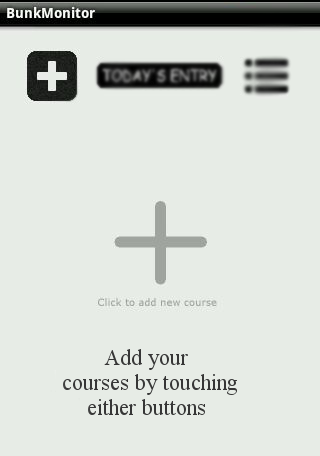 BunkMonitor
TODAY'S ENTRY
Click to add new course
Add your
courses by touching
either buttons